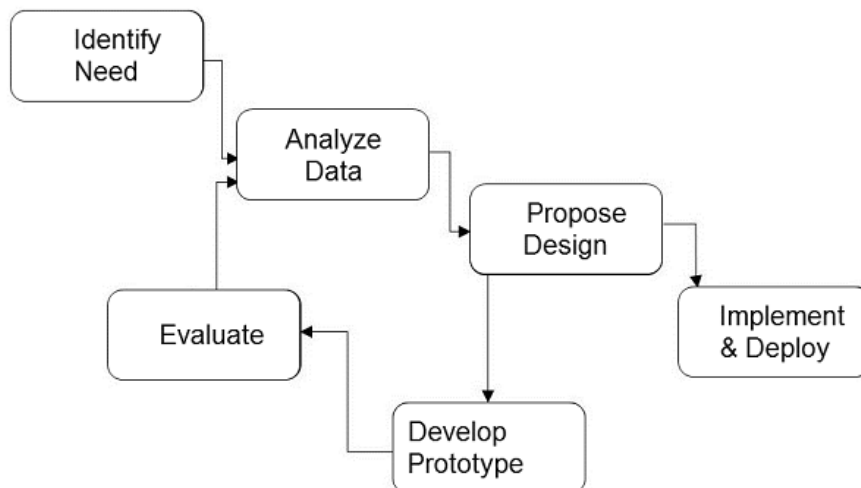 Identify
Need
Analyze
Data
Propose
Design
Implement
& Deploy
Evaluate
Develop
Prototype